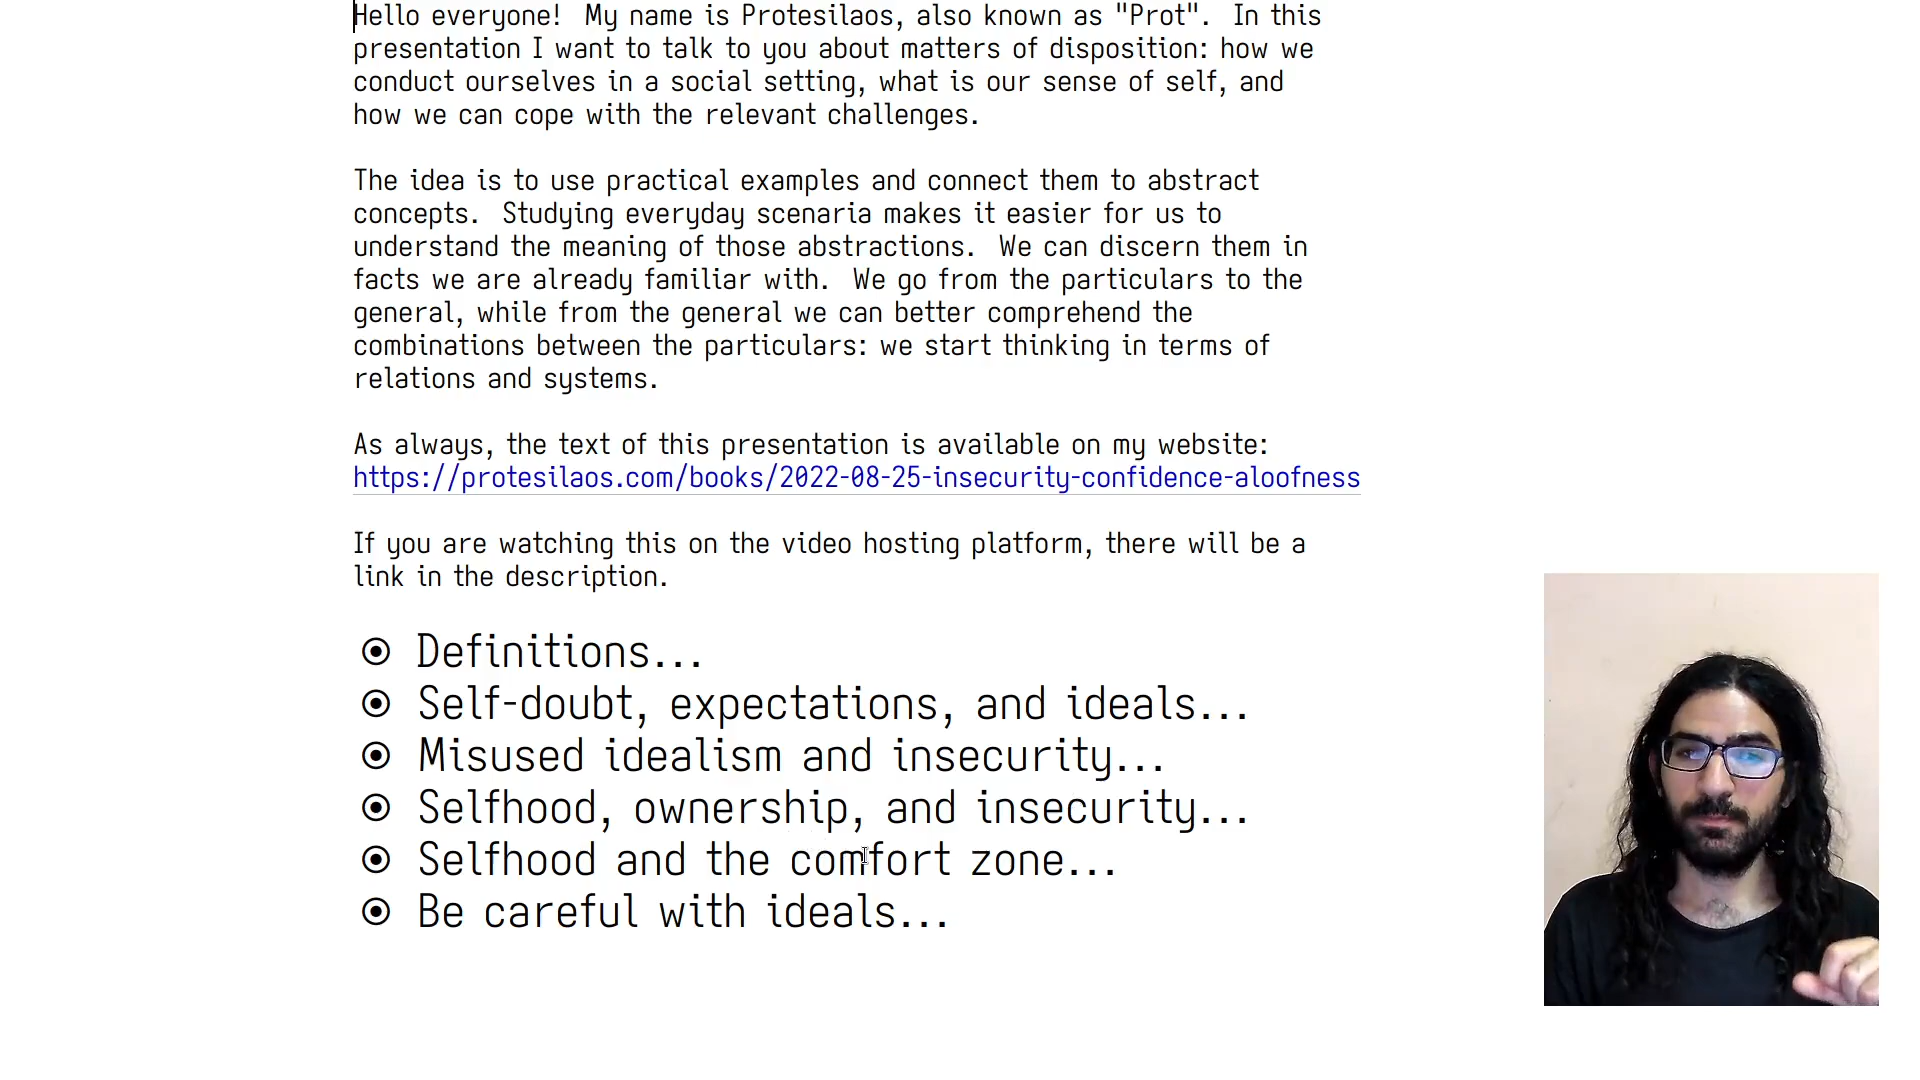 Hello everyone!  My name is Protesilaos, also known as "Prot".  In this
presentation I want to talk to you about matters of disposition: how we
conduct ourselves in a social setting, what is our sense of self, and
how we can cope with the relevant challenges.
The idea is to use practical examples and connect them to abstract
concepts.  Studying everyday scenaria makes it easier for us to
understand the meaning of those abstractions.  We can discern them in
facts we are already familiar with.  We go from the particulars to the
general, while from the general we can better comprehend the
combinations between the particulars: we start thinking in terms of
relations and systems.
As always, the text of this presentation is available on my website:
https://protesilaos.com/books/2022-08-25-insecurity-confidence-aloofness
If you are watching this on the video hosting platform, there will be a
link in the description.
◉ Definitions...
◉ Self-doubt, expectations, and ideals...
◉ Misused idealism and insecurity...
◉ Selfhood, ownership, and insecurity...
◉ Selfhood and the comfort zone...
◉ Be careful with ideals...